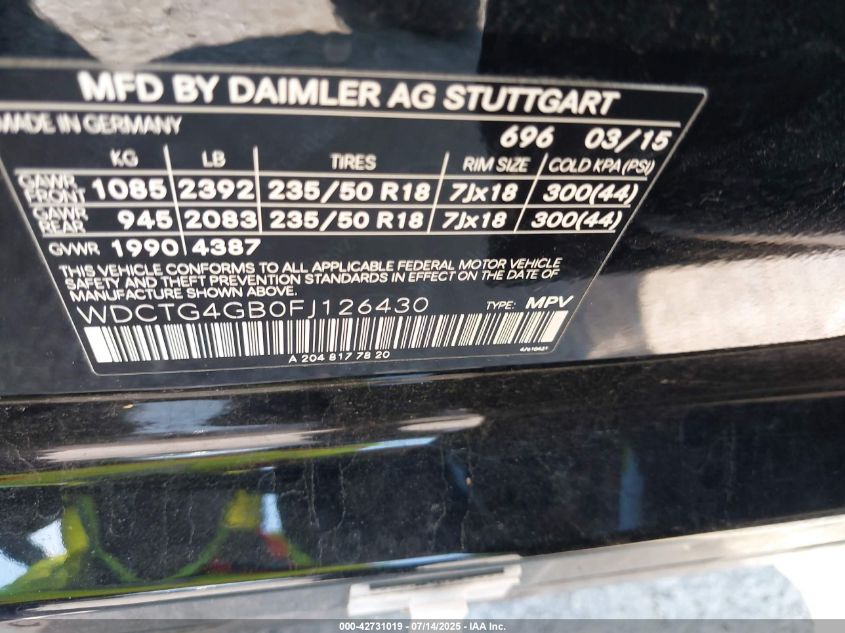 MFD BY DAIMLER AG STUTTGART
MADE IN GERMANY 696 03/15
KG LB TIRES RIM SIZE COLD KPA (PSI)
GAWR FRONT 1085 2392 235/50 R18 7Jx18 300(44)
GAWR REAR 945 2083 235/50 R18 7Jx18 300(44)
GVWR 1990 4387
THIS VEHICLE CONFORMS TO ALL APPLICABLE FEDERAL MOTOR VEHICLE
SAFETY AND THEFT PREVENTION STANDARDS IN EFFECT ON THE DATE OF
MANUFACTURE SHOWN ABOVE.
WDCTG4GB0FJ126430 TYPE: MPV
A 204 817 78 20
000-42731019 / 07/14/2025 / IAA Inc.